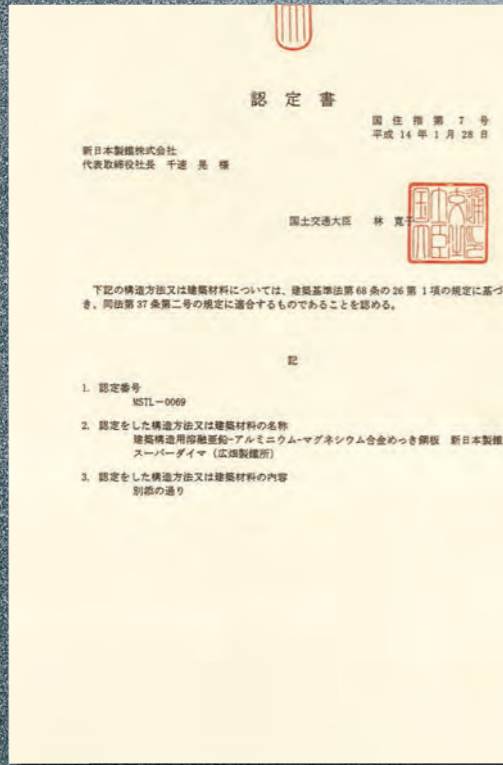 認定書
国住指第7号
平成14年1月28日
新日本製鐵株式会社
代表取締役社長 千速 晃 様
国土交通大臣 林 寛子
下記の構造方法又は建築材料については、建築基準法第68条の26第1項の規定に基づ
き、同法第37条第二号の規定に適合するものであることを認める。
記
1. 認定番号
MSTL-0069
2. 認定をした構造方法又は建築材料の名称
建築構造用溶融亜鉛-アルミニウム-マグネシウム合金めっき鋼板 新日本製鐵
スーパーダイマ(広畑製鐵所)
3. 認定をした構造方法又は建築材料の内容
別添の通り